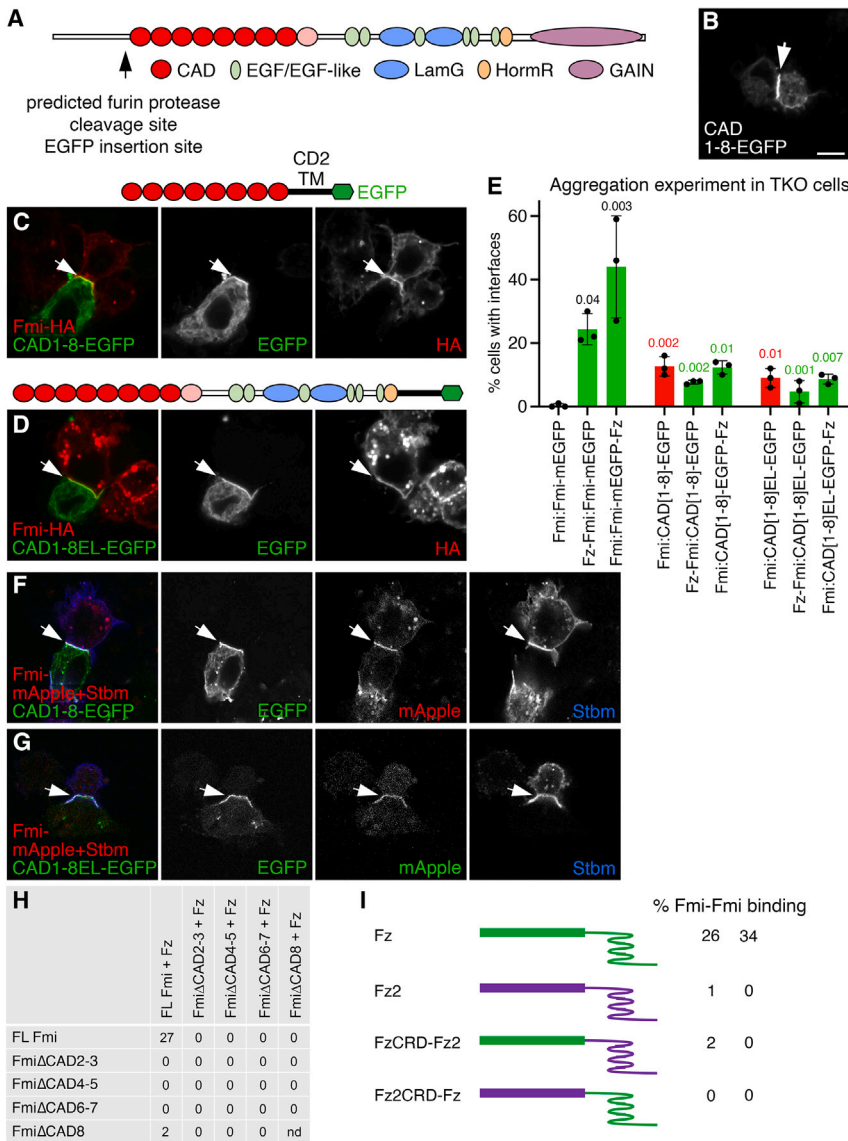 A
CAD EGF/EGF-like LamG HormR GAIN
predicted furin protease
cleavage site
EGFP insertion site
B
CAD
1-8-EGFP
CD2
TM
EGFP
C
Fmi-HA
CAD1-8-EGFP
EGFP
HA
D
Fmi-HA
CAD1-8EL-EGFP
EGFP
HA
E
Aggregation experiment in TKO cells
% cells with interfaces
60
40
20
0
0.04
0.003
0.002
0.002
0.01
0.01
0.001
0.007
Fmi:Fmi-mEGFP
Fz-Fmi:Fmi-mEGFP
Fmi:Fmi-mEGFP-Fz
Fmi:CAD[1-8]-EGFP
Fz-Fmi:CAD[1-8]-EGFP
Fmi:CAD[1-8]-EGFP-Fz
Fmi:CAD[1-8]EL-EGFP
Fz-Fmi:CAD[1-8]EL-EGFP
Fmi:CAD[1-8]EL-EGFP-Fz
F
Fmi-
mApple+Stbm
CAD1-8-EGFP
EGFP
mApple
Stbm
G
Fmi-
mApple+Stbm
CAD1-8EL-EGFP
EGFP
mApple
Stbm
H
FL Fmi + Fz
FmiΔCAD2-3 + Fz
FmiΔCAD4-5 + Fz
FmiΔCAD6-7 + Fz
FmiΔCAD8 + Fz
FL Fmi 27 0 0 0 0
FmiΔCAD2-3 0 0 0 0 0
FmiΔCAD4-5 0 0 0 0 0
FmiΔCAD6-7 0 0 0 0 0
FmiΔCAD8 2 0 0 0 nd
I
% Fmi-Fmi binding
Fz 26 34
Fz2 1 0
FzCRD-Fz2 2 0
Fz2CRD-Fz 0 0